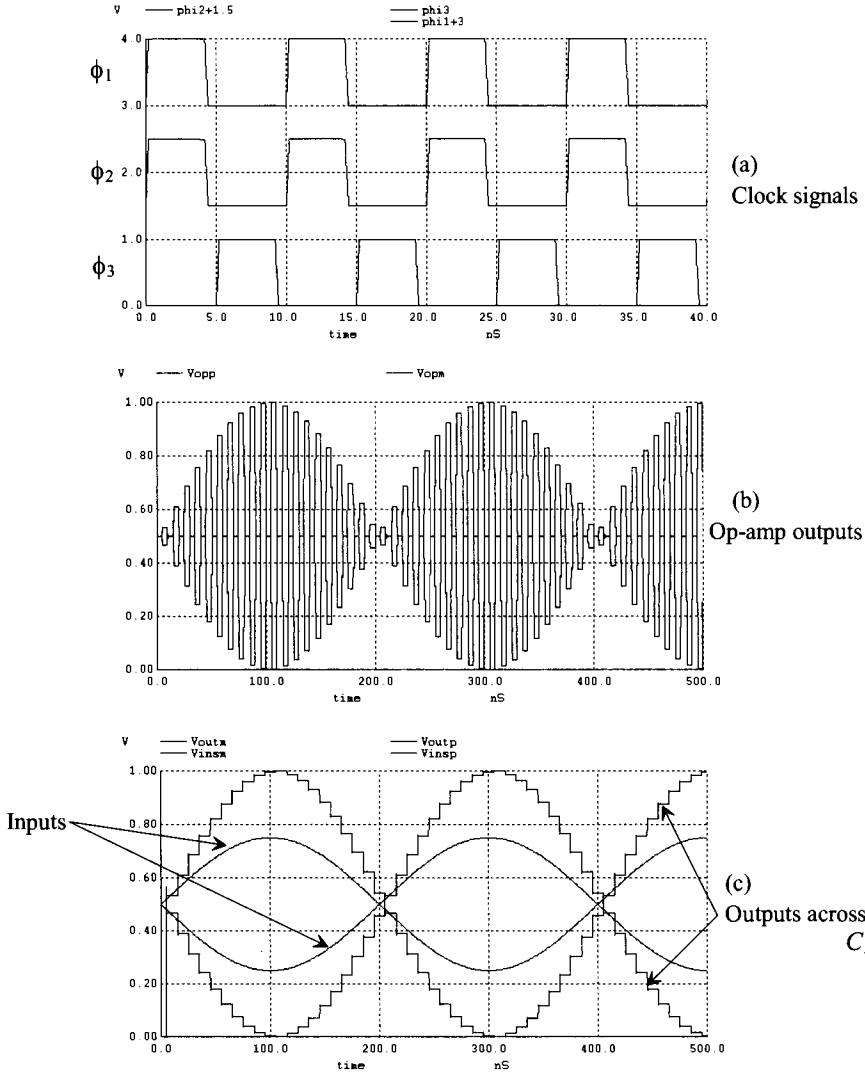 V — phi2+1.5 — phi3
— phi1+3
4.0
ϕ1
3.0
ϕ2 2.0
(a)
Clock signals
1.0
ϕ3
0.0
0.0 5.0 10.0 15.0 20.0 25.0 30.0 35.0 40.0
time nS
V — Vopp — Vopm
1.00
0.80
0.60
(b)
Op-amp outputs
0.40
0.20
0.00
0.0 100.0 200.0 300.0 400.0 500.0
time nS
V — Voutm — Voutp
— Vinsm — Vinsp
1.00
Inputs
0.80
0.60
(c)
Outputs across
C
0.40
0.20
0.00
0.0 100.0 200.0 300.0 400.0 500.0
time nS